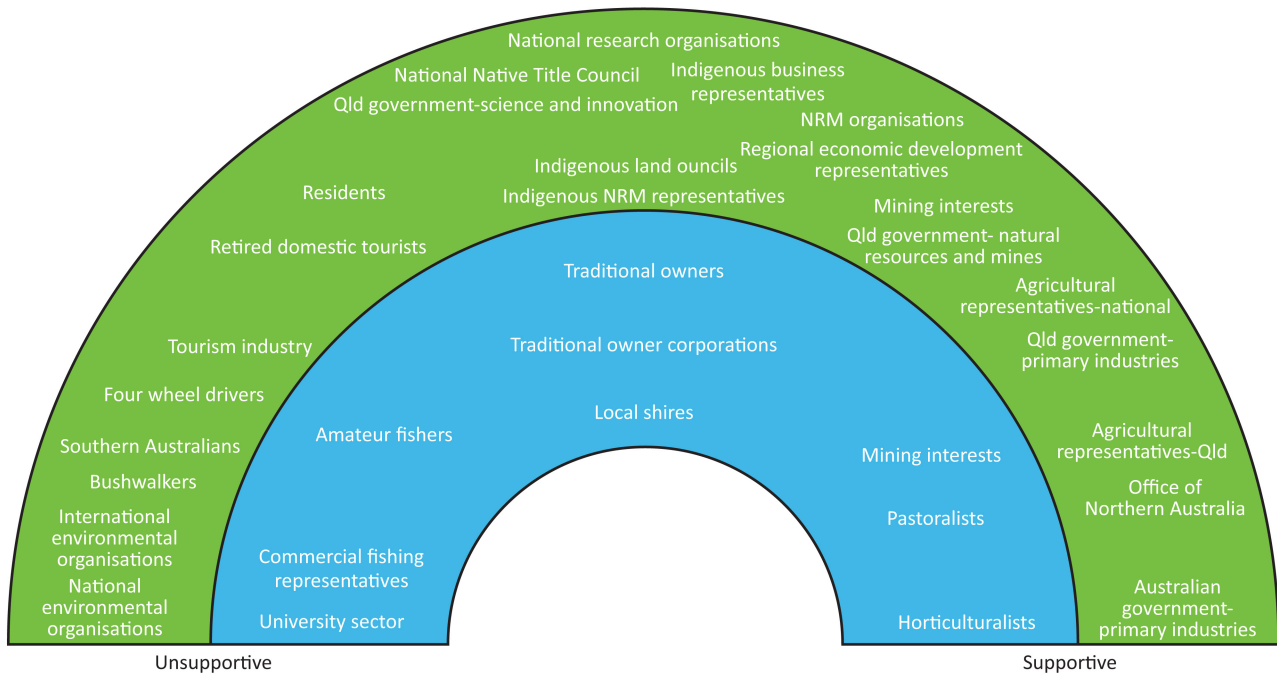 National research organisations
National Native Title Council
Indigenous business
representatives
Qld government-science and innovation
NRM organisations
Regional economic development
representatives
Indigenous land ouncils
Indigenous NRM representatives
Residents
Mining interests
Retired domestic tourists
Qld government- natural
resources and mines
Agricultural
representatives-national
Tourism industry
Qld government-
primary industries
Four wheel drivers
Southern Australians
Agricultural
representatives-Qld
Bushwalkers
Office of
Northern Australia
International
environmental
organisations
National
environmental
organisations
Australian
government-
primary industries
Traditional owners
Traditional owner corporations
Local shires
Amateur fishers
Mining interests
Pastoralists
Commercial fishing
representatives
University sector
Horticulturalists
Unsupportive
Supportive